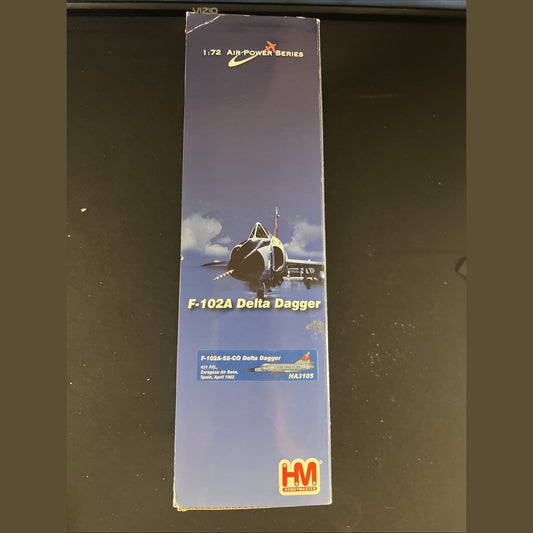 VIZIO
1:72 AIR POWER SERIES
F-102A Delta Dagger
F-102A-55-CO Delta Dagger
431 FIS,
Zaragoza Air Base,
Spain, April 1962
HA3105
HM
HOBBYMASTER